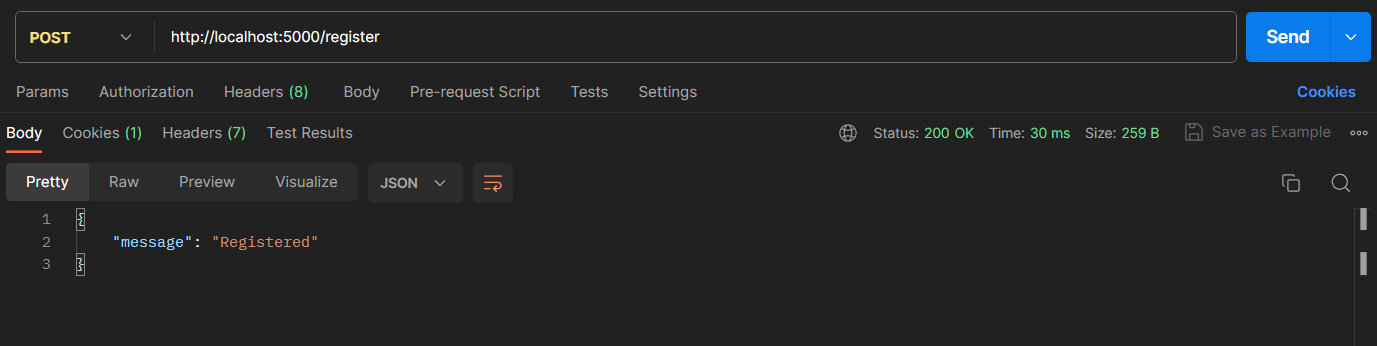 POST http://localhost:5000/register Send
Params Authorization Headers (8) Body Pre-request Script Tests Settings Cookies
Body Cookies (1) Headers (7) Test Results Status: 200 OK Time: 30 ms Size: 259 B Save as Example
Pretty Raw Preview Visualize JSON
1 {
2 "message": "Registered"
3 }